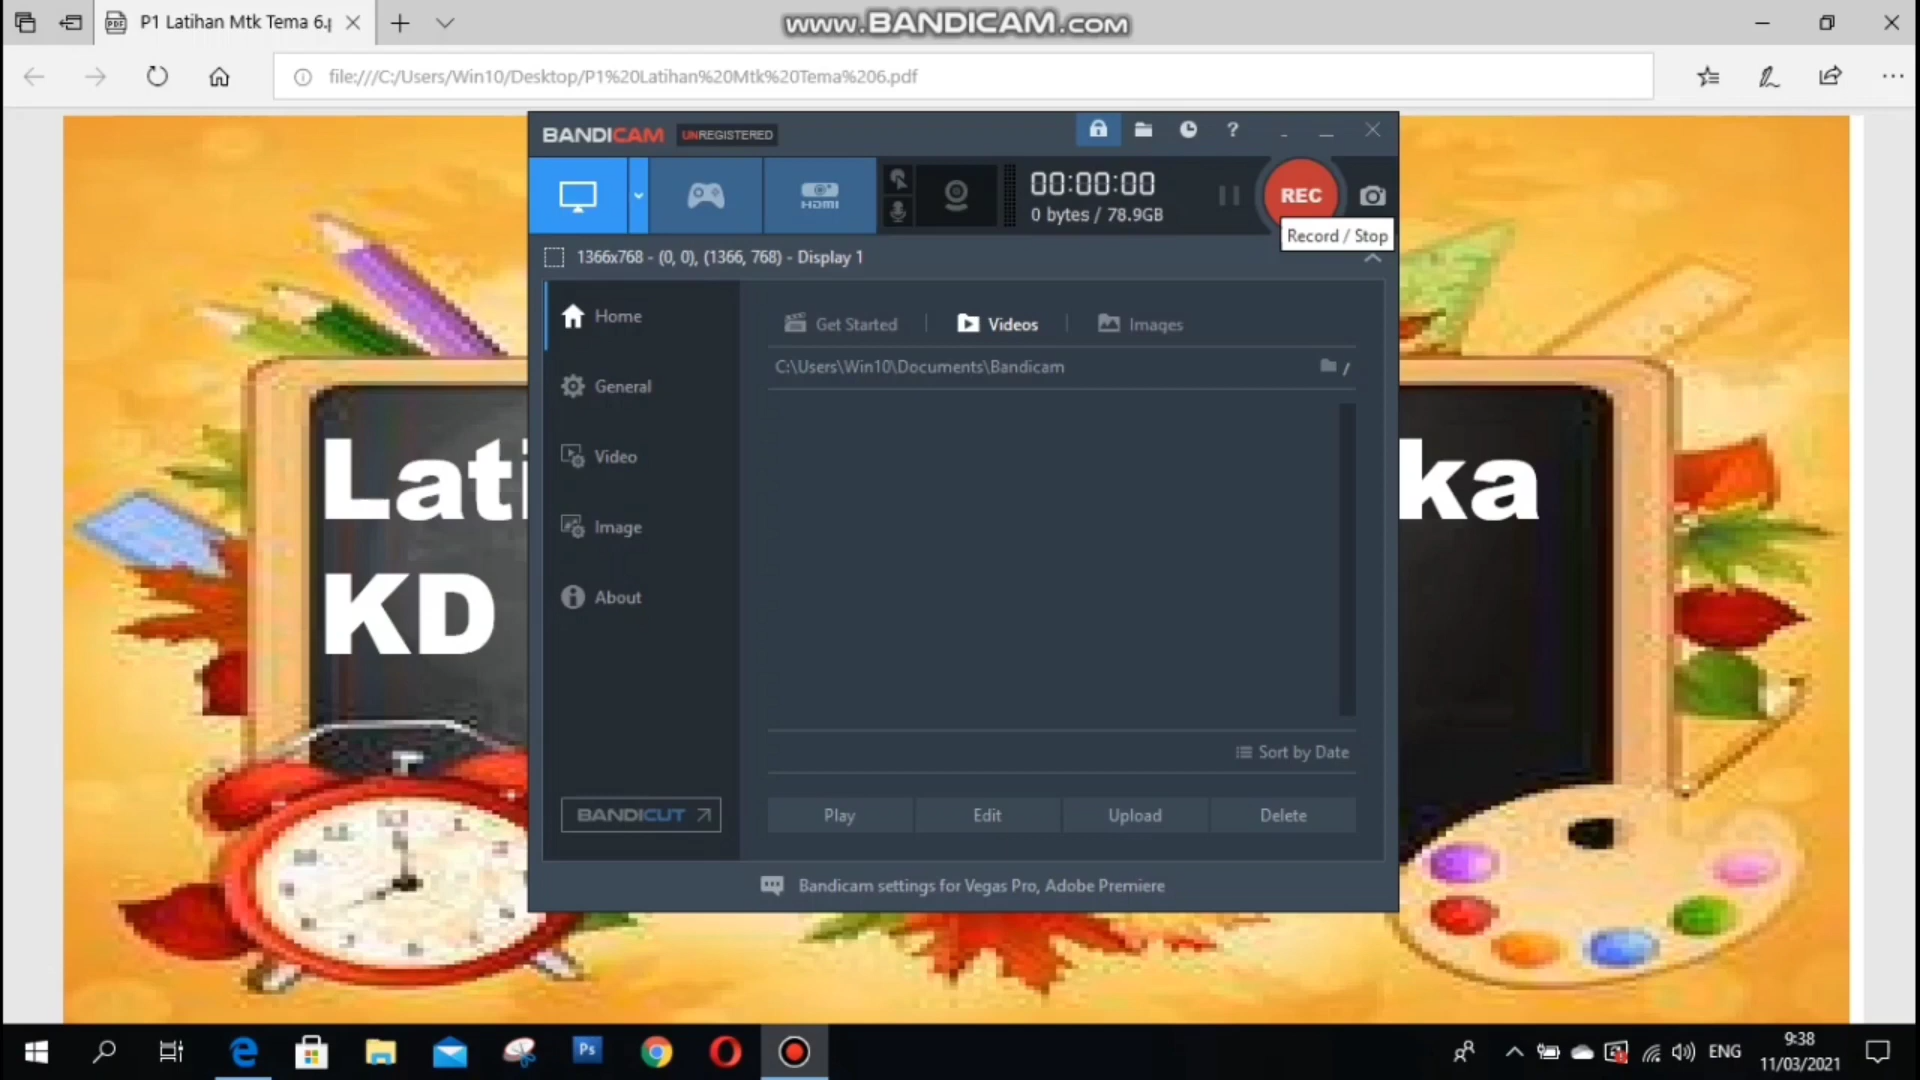 P1 Latihan Mtk Tema 6.p
www.BANDICAM.com
file:///C:/Users/Win10/Desktop/P1%20Latihan%20Mtk%20Tema%206.pdf
BANDICAM UNREGISTERED
?
HDMI
00:00:00
0 bytes / 78.9GB
REC
Record / Stop
1366x768 - (0, 0), (1366, 768) - Display 1
Home
Get Started
Videos
Images
C:\Users\Win10\Documents\Bandicam
/
General
Video
Image
About
Lati
ka
KD
Sort by Date
BANDICUT
Play
Edit
Upload
Delete
Bandicam settings for Vegas Pro, Adobe Premiere
Ps
ENG
9:38
11/03/2021